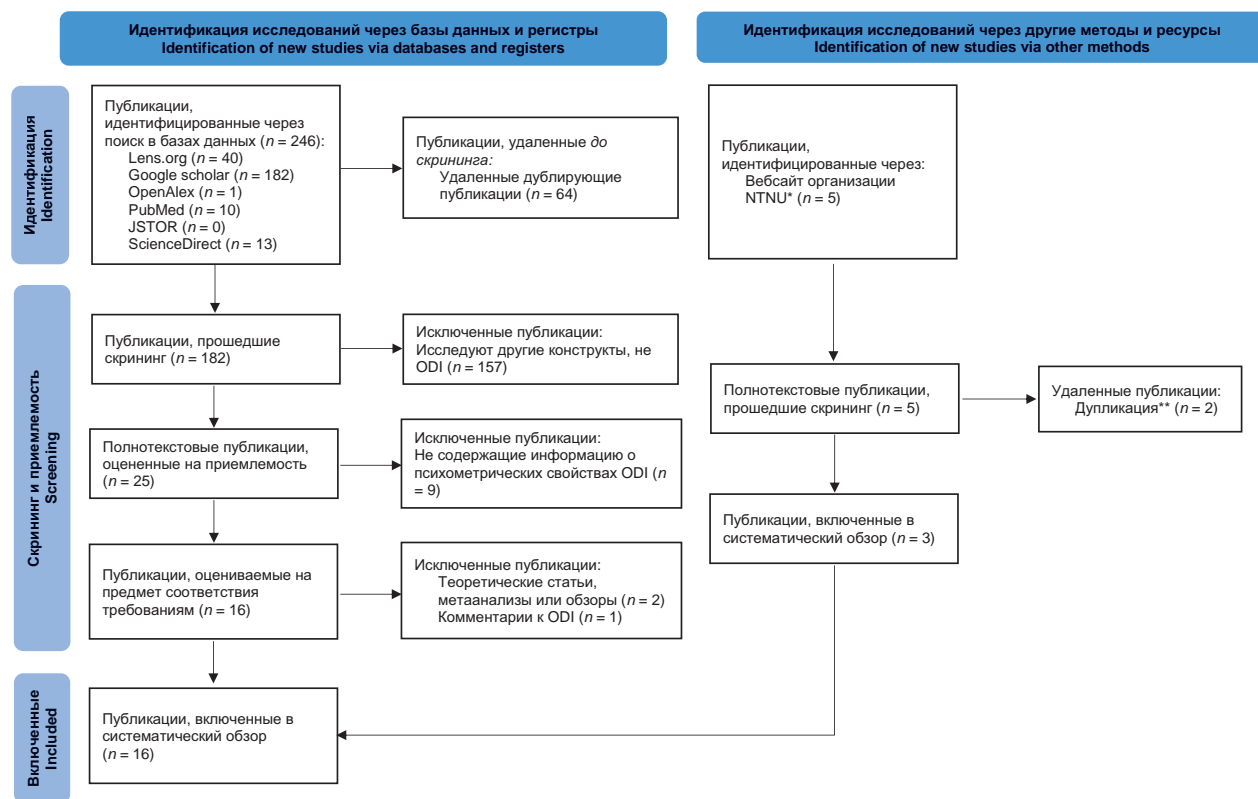 Идентификация исследований через базы данных и регистры
Identification of new studies via databases and registers
Идентификация исследований через другие методы и ресурсы
Identification of new studies via other methods
Идентификация
Identification
Публикации,
идентифицированные через
поиск в базах данных (n = 246):
Lens.org (n = 40)
Google scholar (n = 182)
OpenAlex (n = 1)
PubMed (n = 10)
JSTOR (n = 0)
ScienceDirect (n = 13)
Публикации, удаленные до
скрининга:
Удаленные дублирующие
публикации (n = 64)
Публикации,
идентифицированные через:
Вебсайт организации
NTNU* (n = 5)
Скрининг и приемлемость
Screening
Публикации, прошедшие
скрининг (n = 182)
Исключенные публикации:
Исследуют другие конструкты, не
ODI (n = 157)
Полнотекстовые публикации,
прошедшие скрининг (n = 5)
Удаленные публикации:
Дупликация** (n = 2)
Полнотекстовые публикации,
оцененные на приемлемость
(n = 25)
Исключенные публикации:
Не содержащие информацию о
психометрических свойствах ODI (n
= 9)
Публикации, включенные в
систематический обзор (n = 3)
Публикации, оцениваемые на
предмет соответствия
требованиям (n = 16)
Исключенные публикации:
Теоретические статьи,
метаанализы или обзоры (n = 2)
Комментарии к ODI (n = 1)
Включенные
Included
Публикации, включенные в
систематический обзор
(n = 16)